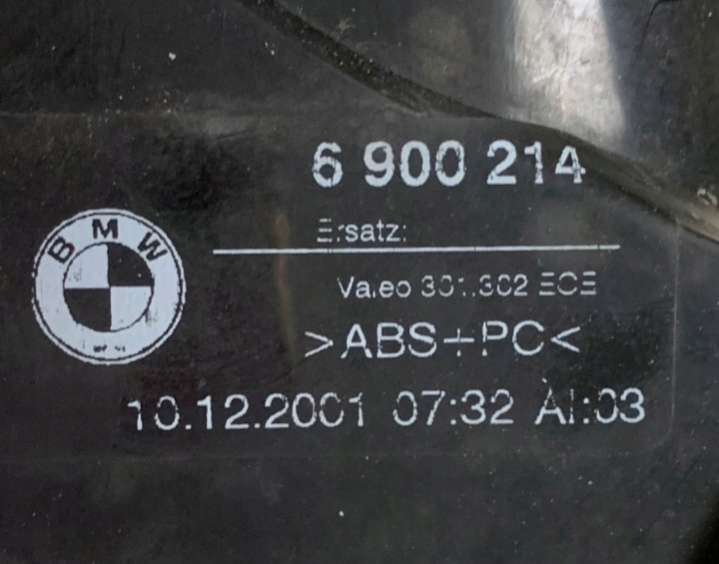 6 900 214
Ersatz:
BMW
Valeo 301.302 ECE
>ABS+PC<
10.12.2001 07:32 AI:03